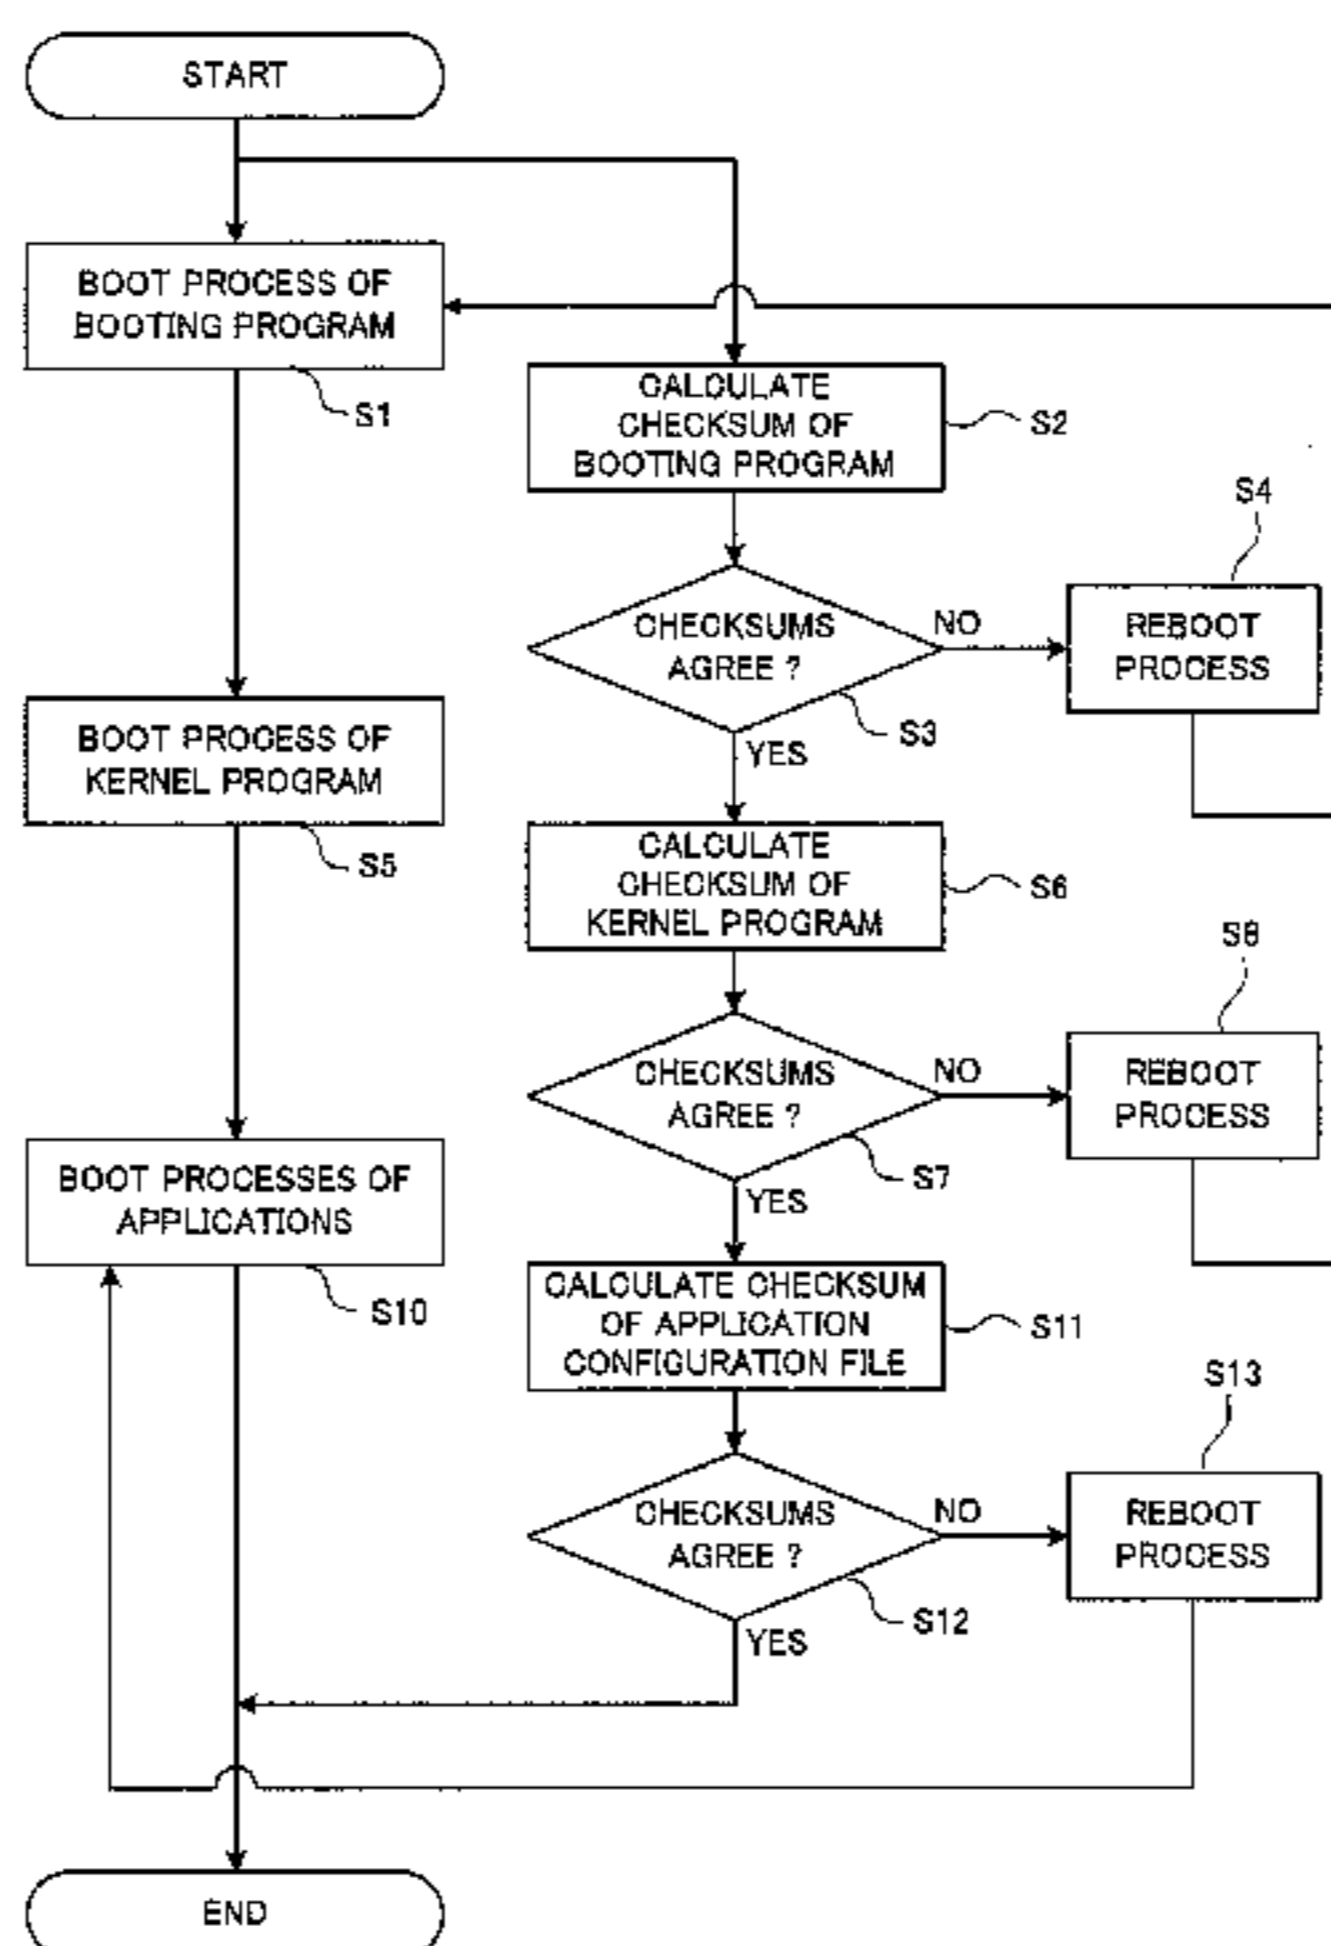 START
BOOT PROCESS OF
BOOTING PROGRAM
S1
CALCULATE
CHECKSUM OF
BOOTING PROGRAM
S2
S4
CHECKSUMS
AGREE ?
NO
REBOOT
PROCESS
S3
YES
BOOT PROCESS OF
KERNEL PROGRAM
S5
CALCULATE
CHECKSUM OF
KERNEL PROGRAM
S6
S8
CHECKSUMS
AGREE ?
NO
REBOOT
PROCESS
S7
YES
BOOT PROCESSES OF
APPLICATIONS
S10
CALCULATE CHECKSUM
OF APPLICATION
CONFIGURATION FILE
S11
S13
CHECKSUMS
AGREE ?
NO
REBOOT
PROCESS
S12
YES
END